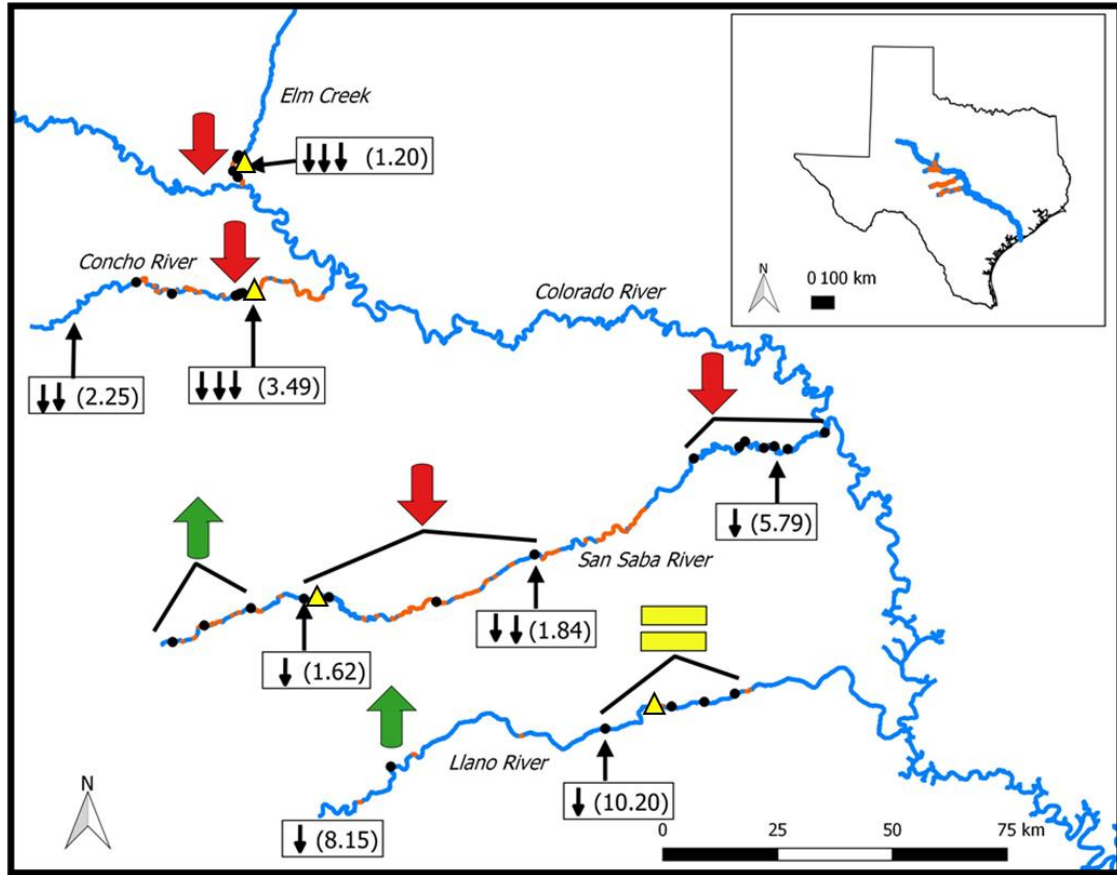 Elm Creek
↓↓↓ (1.20)
N
0 100 km
Concho River
Colorado River
↓↓ (2.25)
↓↓↓ (3.49)
↓ (5.79)
San Saba River
↓↓ (1.84)
↓ (1.62)
Llano River
N
↓ (10.20)
↓ (8.15)
0 25 50 75 km